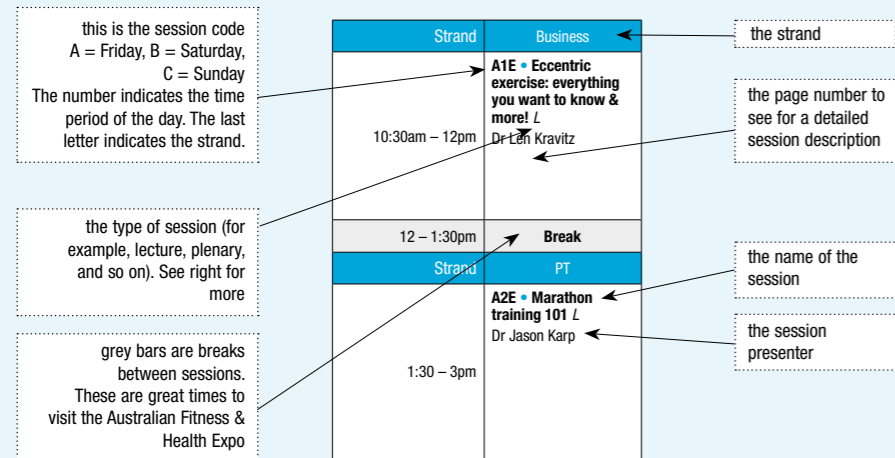 this is the session code
A = Friday, B = Saturday,
C = Sunday
The number indicates the time
period of the day. The last
letter indicates the strand.
the type of session (for
example, lecture, plenary,
and so on). See right for
more
grey bars are breaks
between sessions.
These are great times to
visit the Australian Fitness &
Health Expo
Strand Business
10:30am – 12pm
A1E • Eccentric
exercise: everything
you want to know &
more! L
Dr Len Kravitz
12 – 1:30pm Break
Strand PT
1:30 – 3pm
A2E • Marathon
training 101 L
Dr Jason Karp
the strand
the page number to
see for a detailed
session description
the name of the
session
the session
presenter